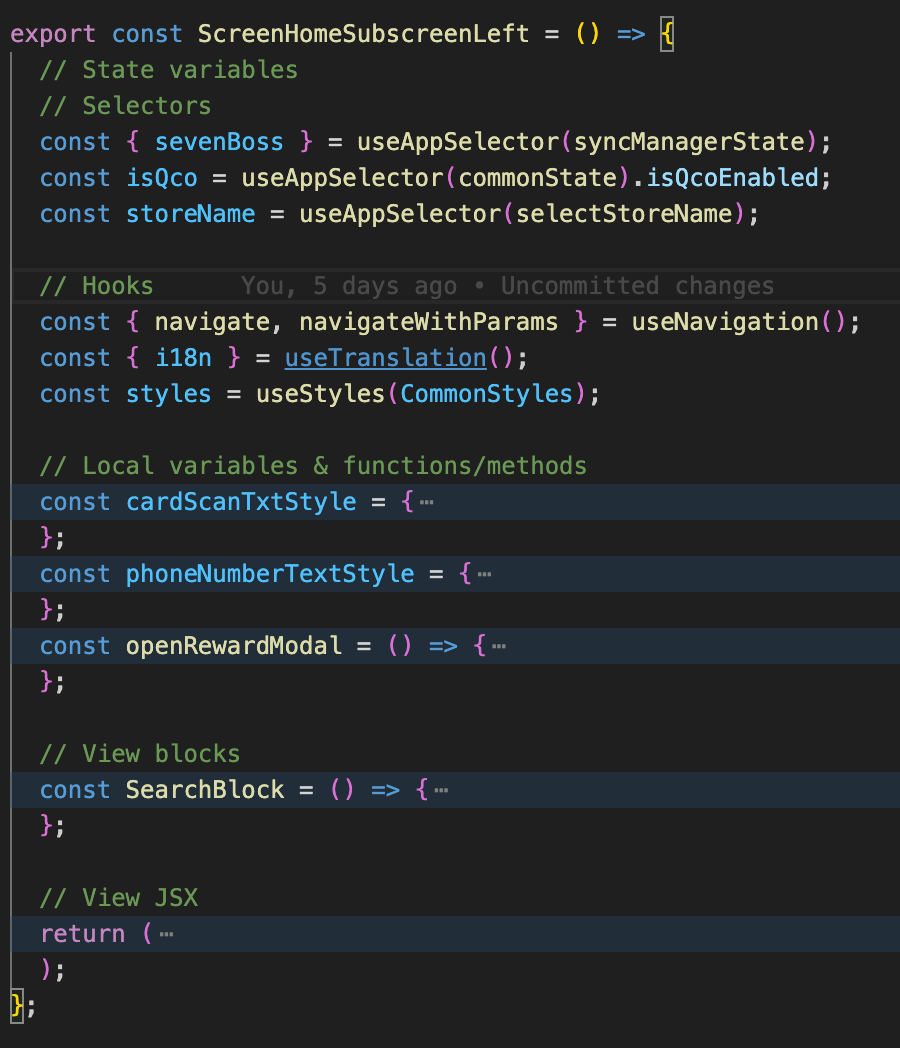 export const ScreenHomeSubscreenLeft = () => {
  // State variables
  // Selectors
  const { sevenBoss } = useAppSelector(syncManagerState);
  const isQco = useAppSelector(commonState).isQcoEnabled;
  const storeName = useAppSelector(selectStoreName);

  // Hooks      You, 5 days ago • Uncommitted changes
  const { navigate, navigateWithParams } = useNavigation();
  const { i18n } = useTranslation();
  const styles = useStyles(CommonStyles);

  // Local variables & functions/methods
  const cardScanTxtStyle = {⋯
  };
  const phoneNumberTextStyle = {⋯
  };
  const openRewardModal = () => {⋯
  };

  // View blocks
  const SearchBlock = () => {⋯
  };

  // View JSX
  return (⋯
  );
};